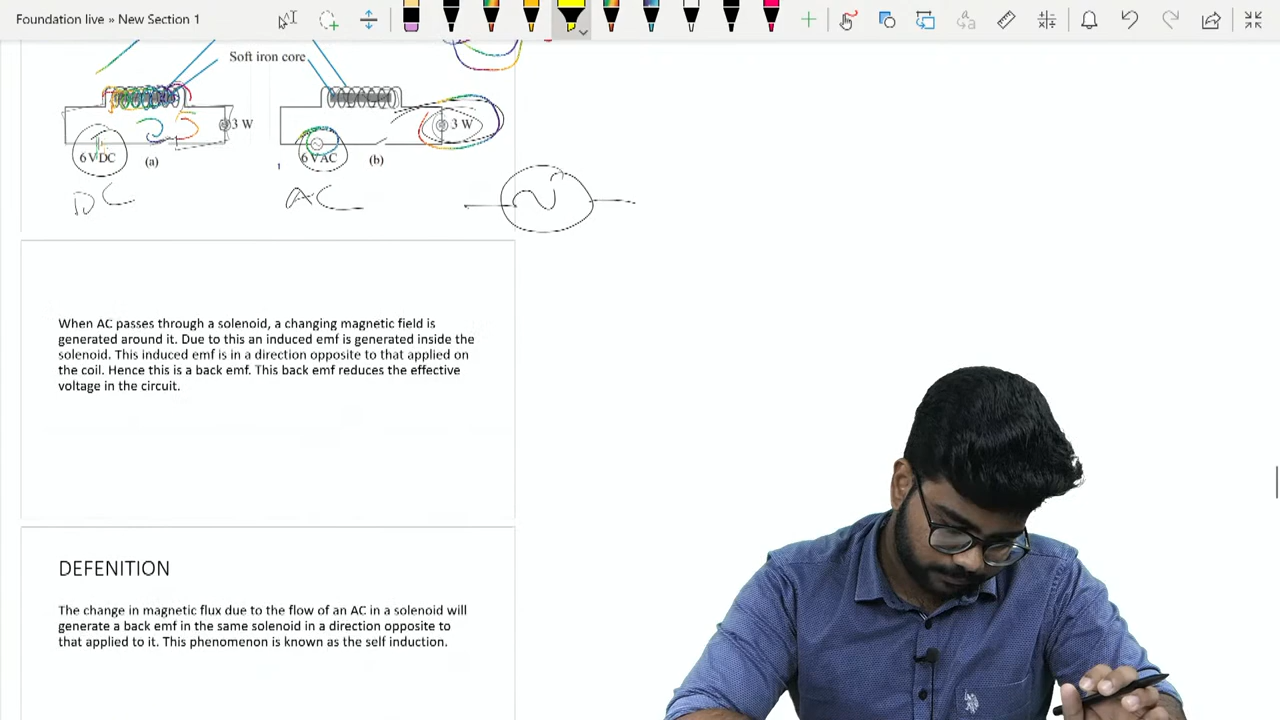 Foundation live » New Section 1
Soft iron core
3 W
3 W
6 V DC
(a)
6 V AC
(b)
DC
AC
When AC passes through a solenoid, a changing magnetic field is
generated around it. Due to this an induced emf is generated inside the
solenoid. This induced emf is in a direction opposite to that applied on
the coil. Hence this is a back emf. This back emf reduces the effective
voltage in the circuit.
DEFENITION
The change in magnetic flux due to the flow of an AC in a solenoid will
generate a back emf in the same solenoid in a direction opposite to
that applied to it. This phenomenon is known as the self induction.